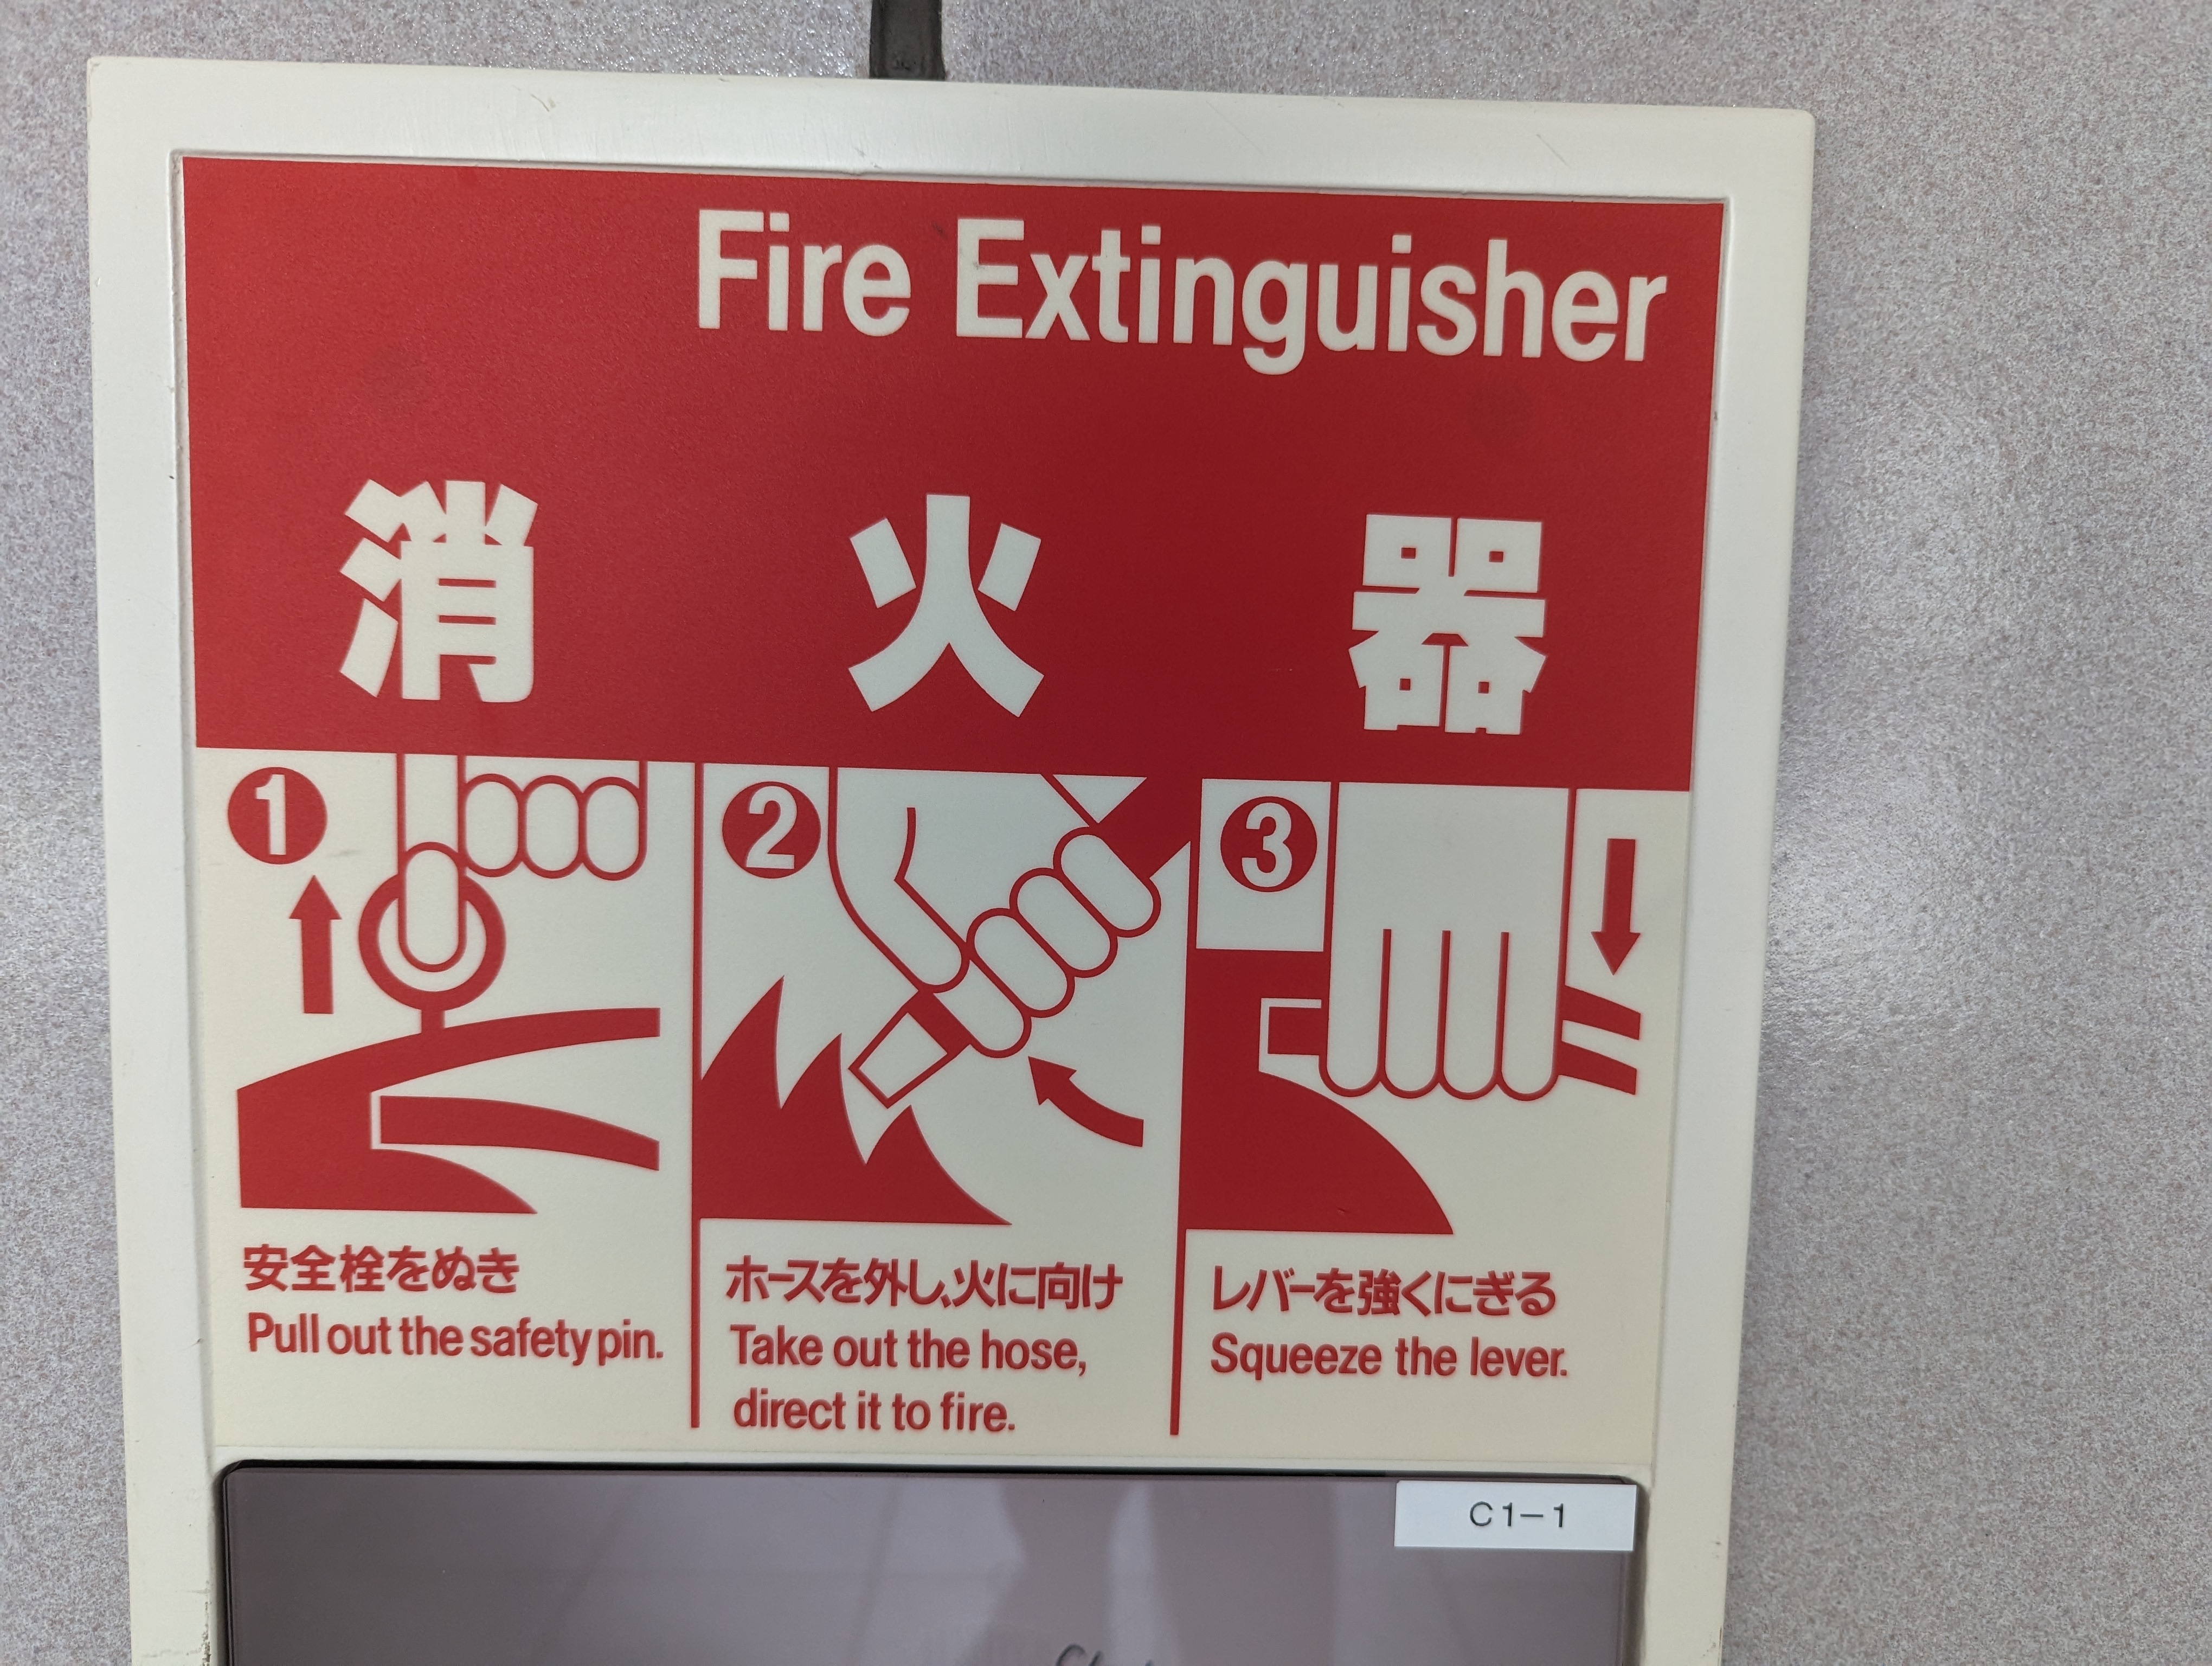 Fire Extinguisher
消火器
1
安全栓をぬき
Pull out the safety pin.
2
ホースを外し、火に向け
Take out the hose,
direct it to fire.
3
レバーを強くにぎる
Squeeze the lever.
C1-1